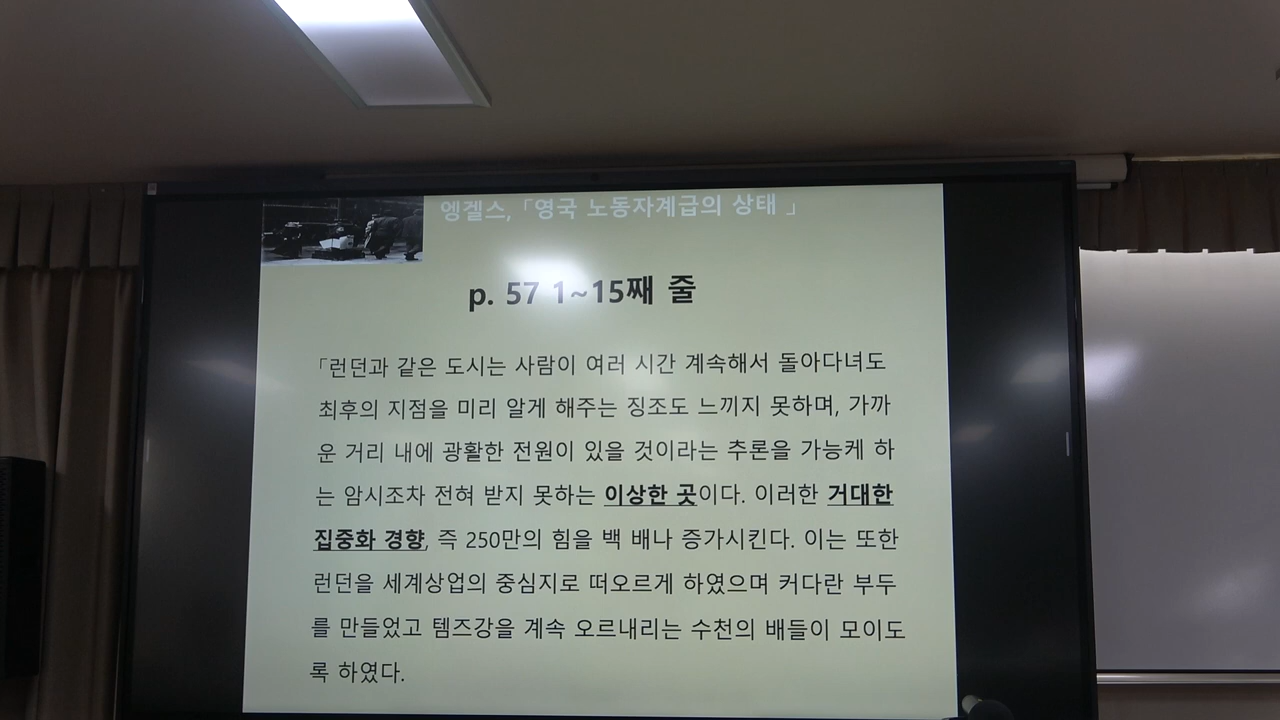 엥겔스, 「영국 노동자계급의 상태 」
p. 57 1~15째 줄
「런던과 같은 도시는 사람이 여러 시간 계속해서 돌아다녀도
최후의 지점을 미리 알게 해주는 징조도 느끼지 못하며, 가까
운 거리 내에 광활한 전원이 있을 것이라는 추론을 가능케 하
는 암시조차 전혀 받지 못하는 이상한 곳이다. 이러한 거대한
집중화 경향, 즉 250만의 힘을 백 배나 증가시킨다. 이는 또한
런던을 세계상업의 중심지로 떠오르게 하였으며 커다란 부두
를 만들었고 템즈강을 계속 오르내리는 수천의 배들이 모이도
록 하였다.